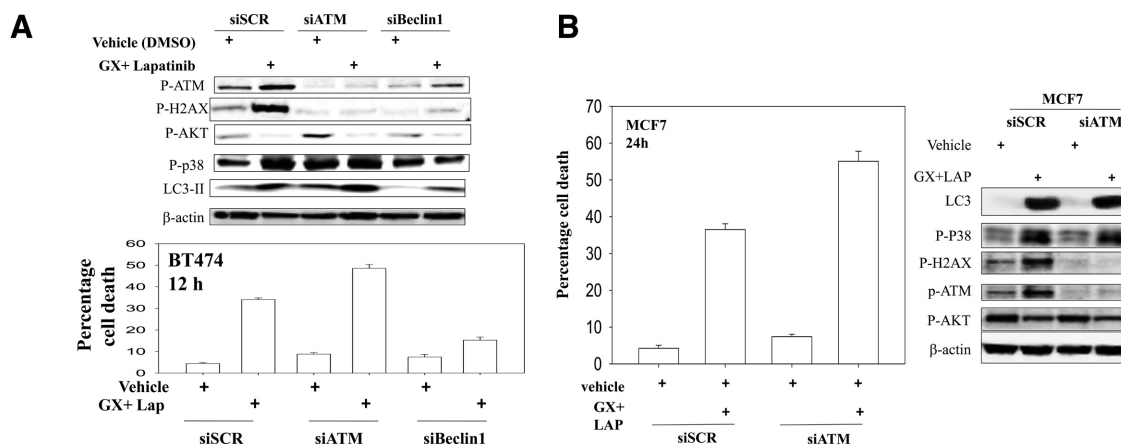 A
siSCR siATM siBeclin1
Vehicle (DMSO) + + +
GX+ Lapatinib + + +
P-ATM
P-H2AX
P-AKT
P-p38
LC3-II
β-actin
Percentage
cell death
60
50
40
30
20
10
0
BT474
12 h
Vehicle + + +
GX+ Lap + + +
siSCR siATM siBeclin1
B
Percentage cell death
70
60
50
40
30
20
10
0
MCF7
24h
vehicle + + + +
GX+ + +
LAP
siSCR siATM
MCF7
siSCR siATM
Vehicle + +
GX+LAP + +
LC3
P-P38
P-H2AX
p-ATM
P-AKT
β-actin